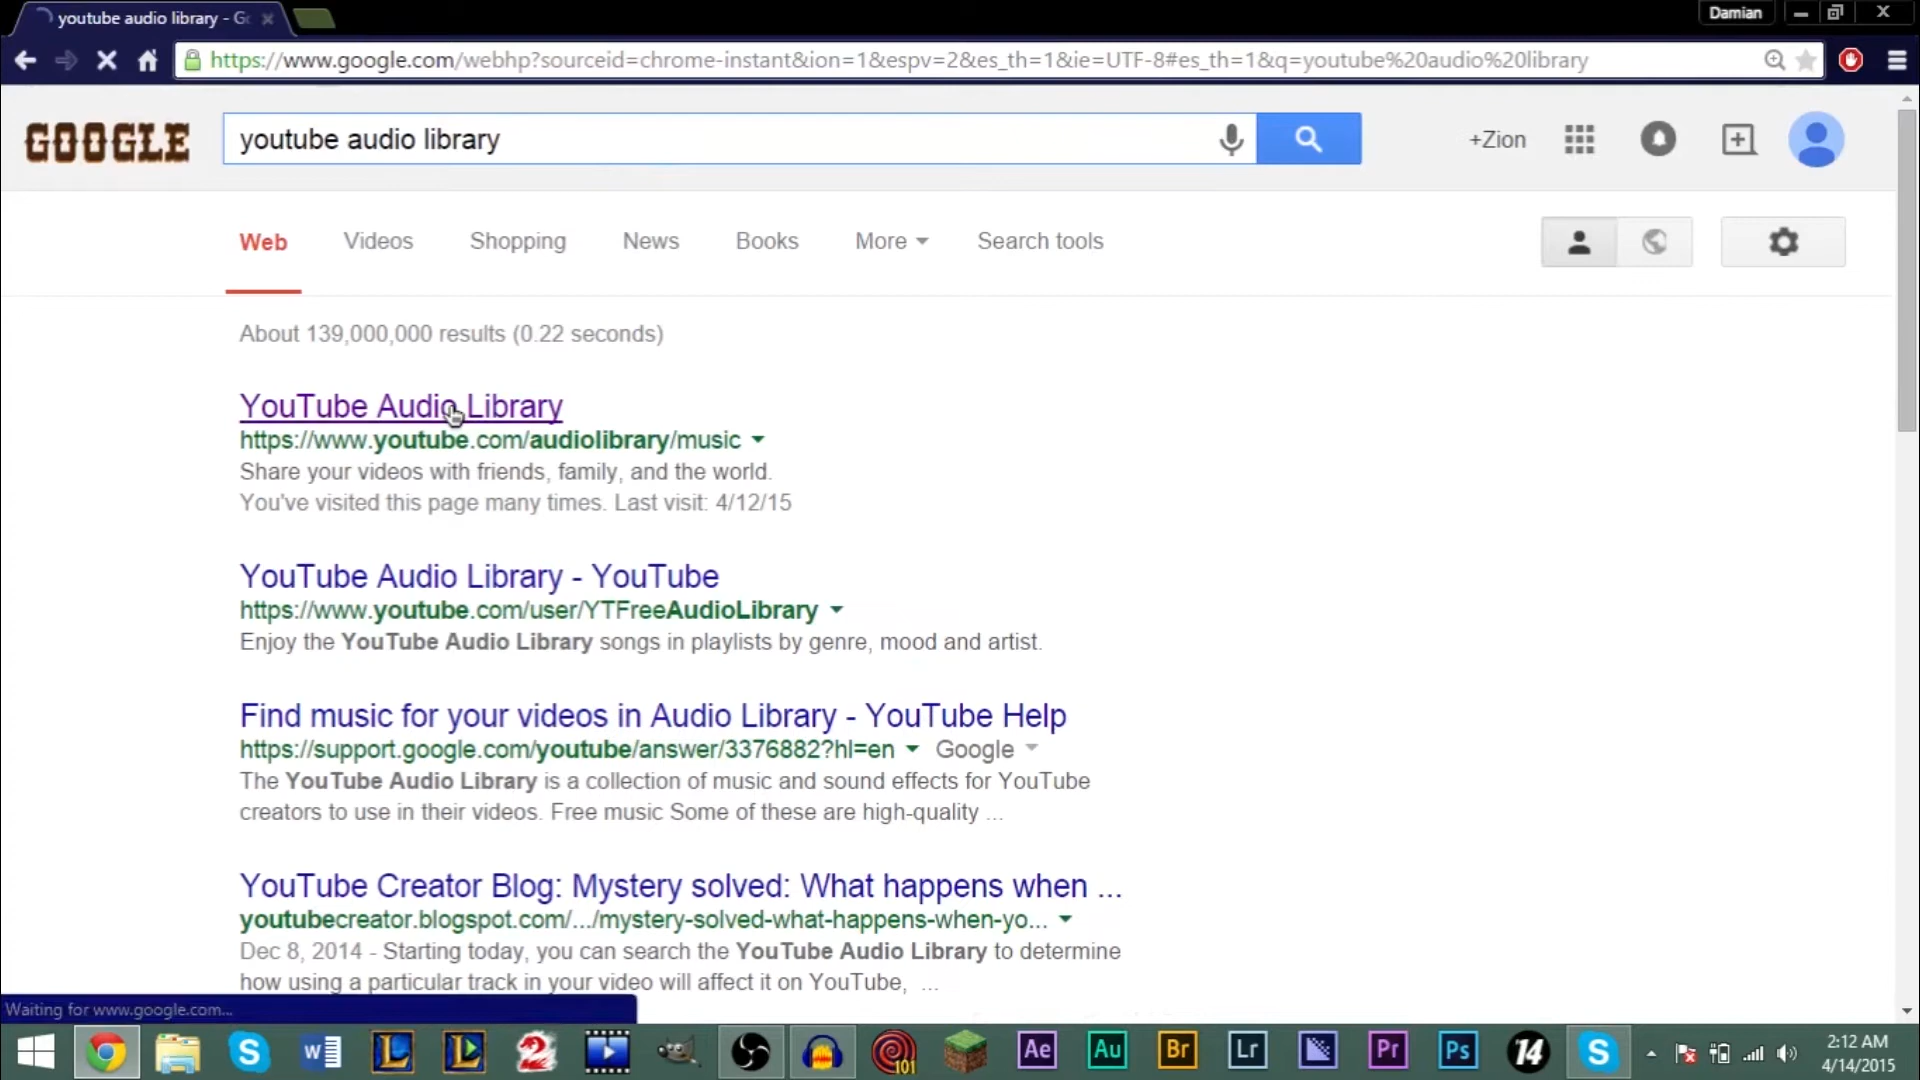 youtube audio library - Go
Damian
https://www.google.com/webhp?sourceid=chrome-instant&ion=1&espv=2&es_th=1&ie=UTF-8#es_th=1&q=youtube%20audio%20library
GOOGLE
youtube audio library
+Zion
Web Videos Shopping News Books More Search tools
About 139,000,000 results (0.22 seconds)
YouTube Audio Library
https://www.youtube.com/audiolibrary/music
Share your videos with friends, family, and the world.
You've visited this page many times. Last visit: 4/12/15
YouTube Audio Library - YouTube
https://www.youtube.com/user/YTFreeAudioLibrary
Enjoy the YouTube Audio Library songs in playlists by genre, mood and artist.
Find music for your videos in Audio Library - YouTube Help
https://support.google.com/youtube/answer/3376882?hl=en Google
The YouTube Audio Library is a collection of music and sound effects for YouTube
creators to use in their videos. Free music Some of these are high-quality ...
YouTube Creator Blog: Mystery solved: What happens when ...
youtubecreator.blogspot.com/.../mystery-solved-what-happens-when-yo...
Dec 8, 2014 - Starting today, you can search the YouTube Audio Library to determine
how using a particular track in your video will affect it on YouTube, ...
Waiting for www.google.com...
S W L L 2 101 Ae Au Br Lr Pr Ps 14 S
2:12 AM
4/14/2015